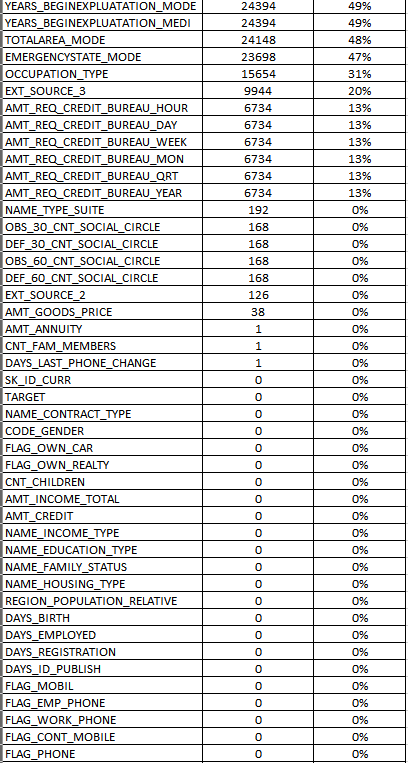 YEARS_BEGINEXPLUATATION_MODE 24394 49%
YEARS_BEGINEXPLUATATION_MEDI 24394 49%
TOTALAREA_MODE 24148 48%
EMERGENCYSTATE_MODE 23698 47%
OCCUPATION_TYPE 15654 31%
EXT_SOURCE_3 9944 20%
AMT_REQ_CREDIT_BUREAU_HOUR 6734 13%
AMT_REQ_CREDIT_BUREAU_DAY 6734 13%
AMT_REQ_CREDIT_BUREAU_WEEK 6734 13%
AMT_REQ_CREDIT_BUREAU_MON 6734 13%
AMT_REQ_CREDIT_BUREAU_QRT 6734 13%
AMT_REQ_CREDIT_BUREAU_YEAR 6734 13%
NAME_TYPE_SUITE 192 0%
OBS_30_CNT_SOCIAL_CIRCLE 168 0%
DEF_30_CNT_SOCIAL_CIRCLE 168 0%
OBS_60_CNT_SOCIAL_CIRCLE 168 0%
DEF_60_CNT_SOCIAL_CIRCLE 168 0%
EXT_SOURCE_2 126 0%
AMT_GOODS_PRICE 38 0%
AMT_ANNUITY 1 0%
CNT_FAM_MEMBERS 1 0%
DAYS_LAST_PHONE_CHANGE 1 0%
SK_ID_CURR 0 0%
TARGET 0 0%
NAME_CONTRACT_TYPE 0 0%
CODE_GENDER 0 0%
FLAG_OWN_CAR 0 0%
FLAG_OWN_REALTY 0 0%
CNT_CHILDREN 0 0%
AMT_INCOME_TOTAL 0 0%
AMT_CREDIT 0 0%
NAME_INCOME_TYPE 0 0%
NAME_EDUCATION_TYPE 0 0%
NAME_FAMILY_STATUS 0 0%
NAME_HOUSING_TYPE 0 0%
REGION_POPULATION_RELATIVE 0 0%
DAYS_BIRTH 0 0%
DAYS_EMPLOYED 0 0%
DAYS_REGISTRATION 0 0%
DAYS_ID_PUBLISH 0 0%
FLAG_MOBIL 0 0%
FLAG_EMP_PHONE 0 0%
FLAG_WORK_PHONE 0 0%
FLAG_CONT_MOBILE 0 0%
FLAG_PHONE 0 0%